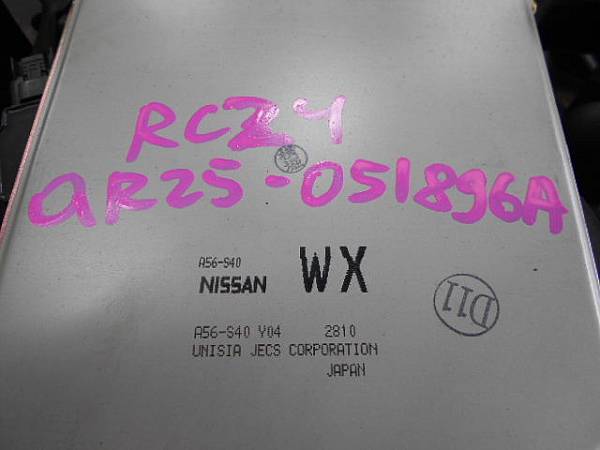 RCZ4
QR25-051896A
A56-S40
NISSAN WX
D11
A56-S40 Y04 2810
UNISIA JECS CORPORATION
JAPAN